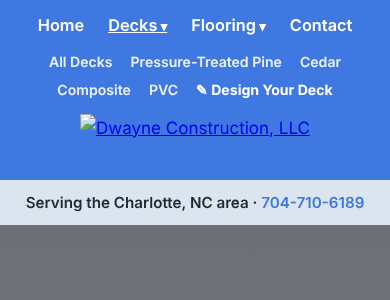 Home Decks ▾ Flooring ▾ Contact
All Decks Pressure-Treated Pine Cedar
Composite PVC ✎ Design Your Deck
Dwayne Construction, LLC
Serving the Charlotte, NC area · 704-710-6189